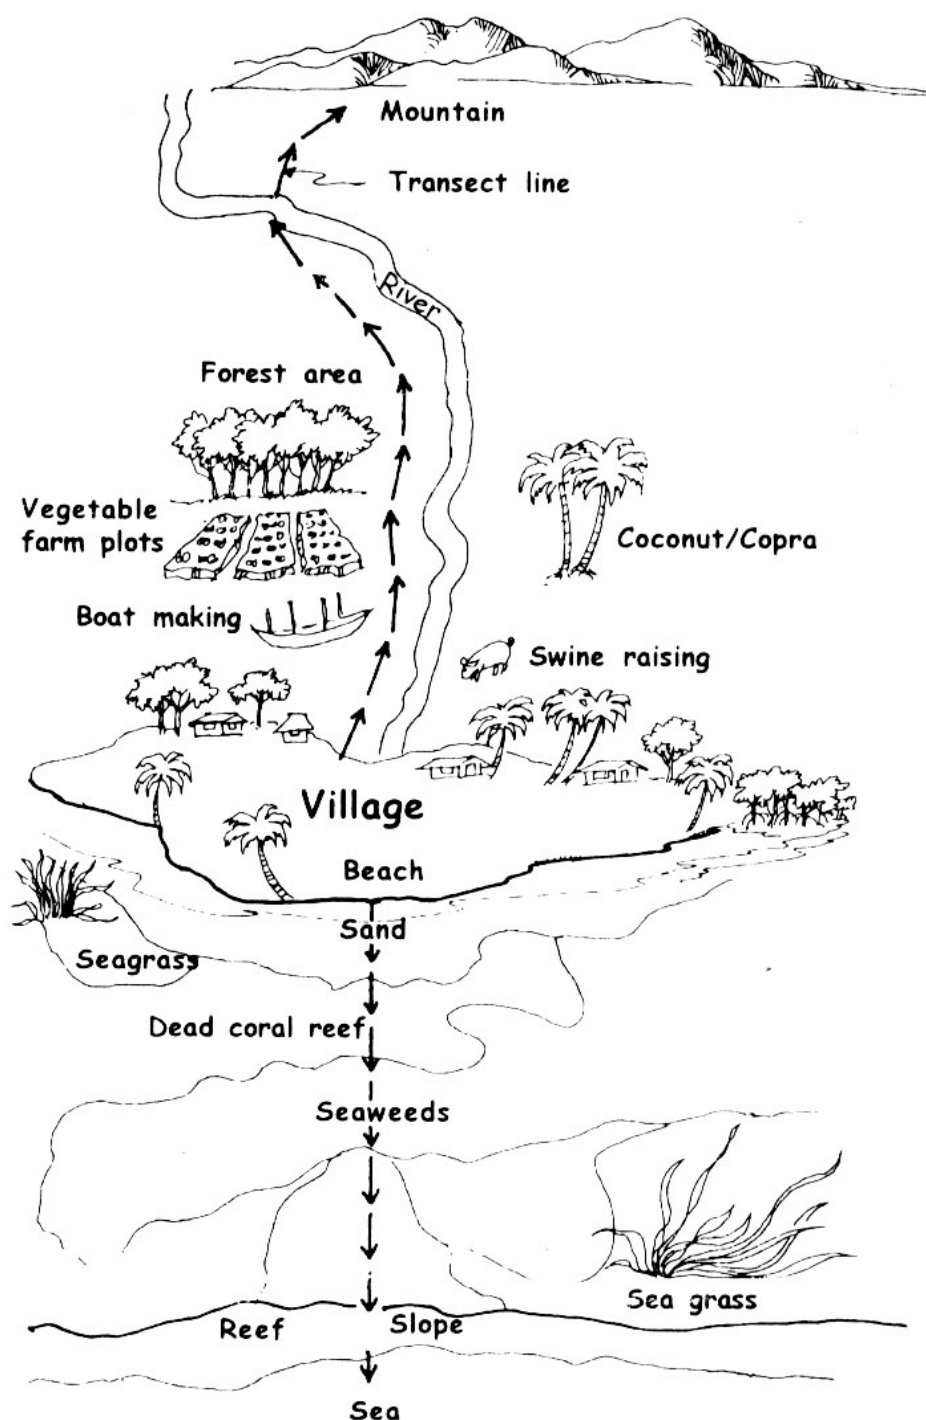 Mountain
Transect line
River
Forest area
Vegetable
farm plots
Coconut/Copra
Boat making
Swine raising
Village
Beach
Sand
Seagrass
Dead coral reef
Seaweeds
Sea grass
Reef Slope
Sea